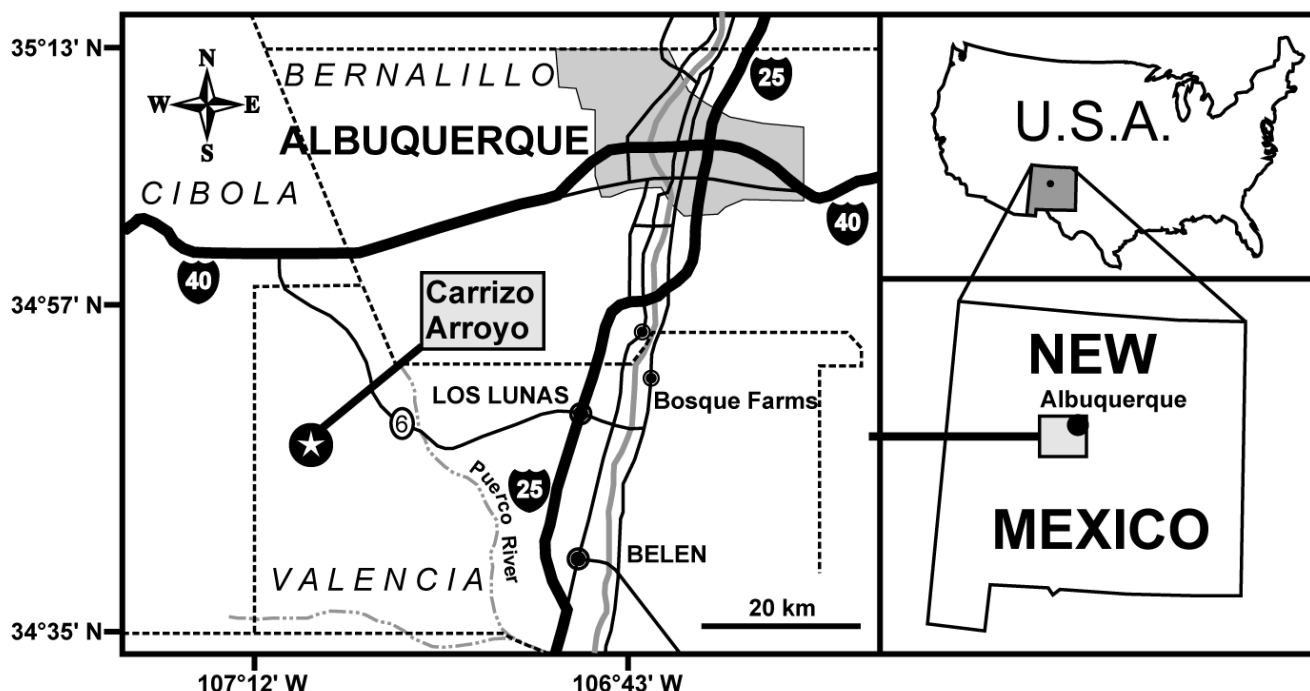 35°13' N
34°57' N
34°35' N
107°12' W
106°43' W
N
W
E
S
BERNALILLO
25
ALBUQUERQUE
CIBOLA
40
40
Carrizo
Arroyo
LOS LUNAS
Bosque Farms
6
Puerco River
25
BELEN
VALENCIA
20 km
U.S.A.
NEW
Albuquerque
MEXICO